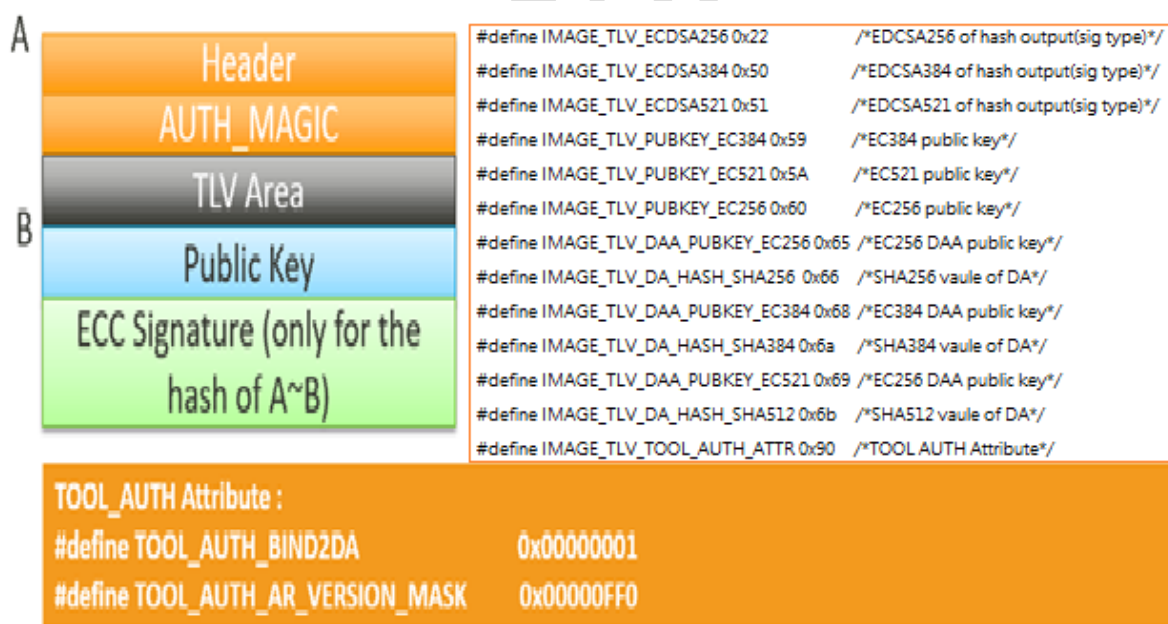 A
Header
AUTH_MAGIC
TLV Area
B
Public Key
ECC Signature (only for the
hash of A~B)
#define IMAGE_TLV_ECDSA256 0x22 /*EDCSA256 of hash output(sig type)*/
#define IMAGE_TLV_ECDSA384 0x50 /*EDCSA384 of hash output(sig type)*/
#define IMAGE_TLV_ECDSA521 0x51 /*EDCSA521 of hash output(sig type)*/
#define IMAGE_TLV_PUBKEY_EC384 0x59 /*EC384 public key*/
#define IMAGE_TLV_PUBKEY_EC521 0x5A /*EC521 public key*/
#define IMAGE_TLV_PUBKEY_EC256 0x60 /*EC256 public key*/
#define IMAGE_TLV_DAA_PUBKEY_EC256 0x65 /*EC256 DAA public key*/
#define IMAGE_TLV_DA_HASH_SHA256 0x66 /*SHA256 vaule of DA*/
#define IMAGE_TLV_DAA_PUBKEY_EC384 0x68 /*EC384 DAA public key*/
#define IMAGE_TLV_DA_HASH_SHA384 0x6a /*SHA384 vaule of DA*/
#define IMAGE_TLV_DAA_PUBKEY_EC521 0x69 /*EC256 DAA public key*/
#define IMAGE_TLV_DA_HASH_SHA512 0x6b /*SHA512 vaule of DA*/
#define IMAGE_TLV_TOOL_AUTH_ATTR 0x90 /*TOOL AUTH Attribute*/
TOOL_AUTH Attribute :
#define TOOL_AUTH_BIND2DA 0x00000001
#define TOOL_AUTH_AR_VERSION_MASK 0x00000FF0